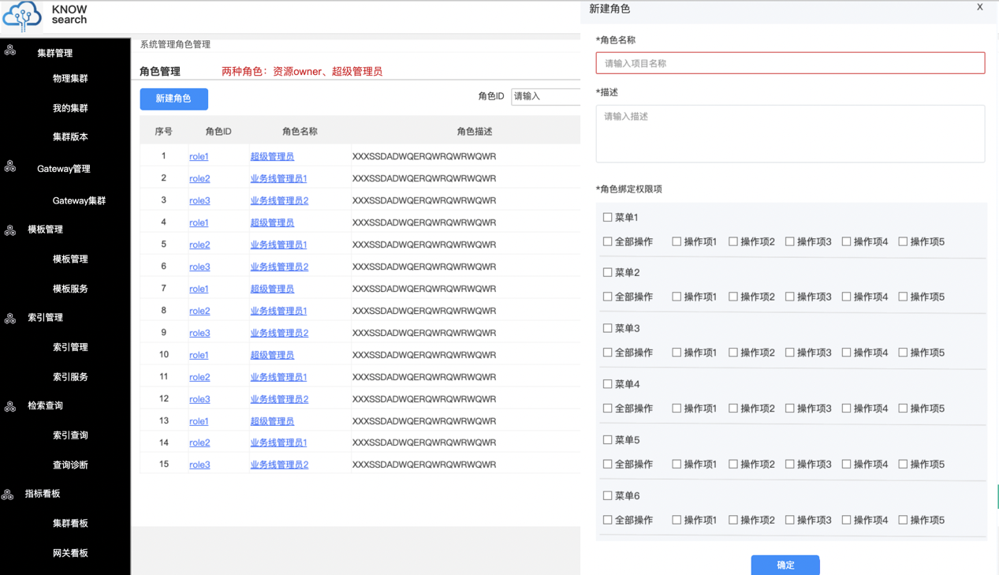 KNOW
search
集群管理
物理集群
我的集群
集群版本
Gateway管理
Gateway集群
模板管理
模板管理
模板服务
索引管理
索引管理
索引服务
检索查询
索引查询
查询诊断
指标看板
集群看板
网关看板
系统管理角色管理
角色管理 两种角色：资源owner、超级管理员
新建角色 角色ID 请输入
序号 角色ID 角色名称 角色描述
1 role1 超级管理员 XXXSSDADWQERQWRQWRWQWR
2 role2 业务线管理员1 XXXSSDADWQERQWRQWRWQWR
3 role3 业务线管理员2 XXXSSDADWQERQWRQWRWQWR
4 role1 超级管理员 XXXSSDADWQERQWRQWRWQWR
5 role2 业务线管理员1 XXXSSDADWQERQWRQWRWQWR
6 role3 业务线管理员2 XXXSSDADWQERQWRQWRWQWR
7 role1 超级管理员 XXXSSDADWQERQWRQWRWQWR
8 role2 业务线管理员1 XXXSSDADWQERQWRQWRWQWR
9 role3 业务线管理员2 XXXSSDADWQERQWRQWRWQWR
10 role1 超级管理员 XXXSSDADWQERQWRQWRWQWR
11 role2 业务线管理员1 XXXSSDADWQERQWRQWRWQWR
12 role3 业务线管理员2 XXXSSDADWQERQWRQWRWQWR
13 role1 超级管理员 XXXSSDADWQERQWRQWRWQWR
14 role2 业务线管理员1 XXXSSDADWQERQWRQWRWQWR
15 role3 业务线管理员2 XXXSSDADWQERQWRQWRWQWR
新建角色 X
*角色名称
请输入项目名称
*描述
请输入描述
*角色绑定权限项
菜单1
全部操作 操作项1 操作项2 操作项3 操作项4 操作项5
菜单2
全部操作 操作项1 操作项2 操作项3 操作项4 操作项5
菜单3
全部操作 操作项1 操作项2 操作项3 操作项4 操作项5
菜单4
全部操作 操作项1 操作项2 操作项3 操作项4 操作项5
菜单5
全部操作 操作项1 操作项2 操作项3 操作项4 操作项5
菜单6
全部操作 操作项1 操作项2 操作项3 操作项4 操作项5
确定